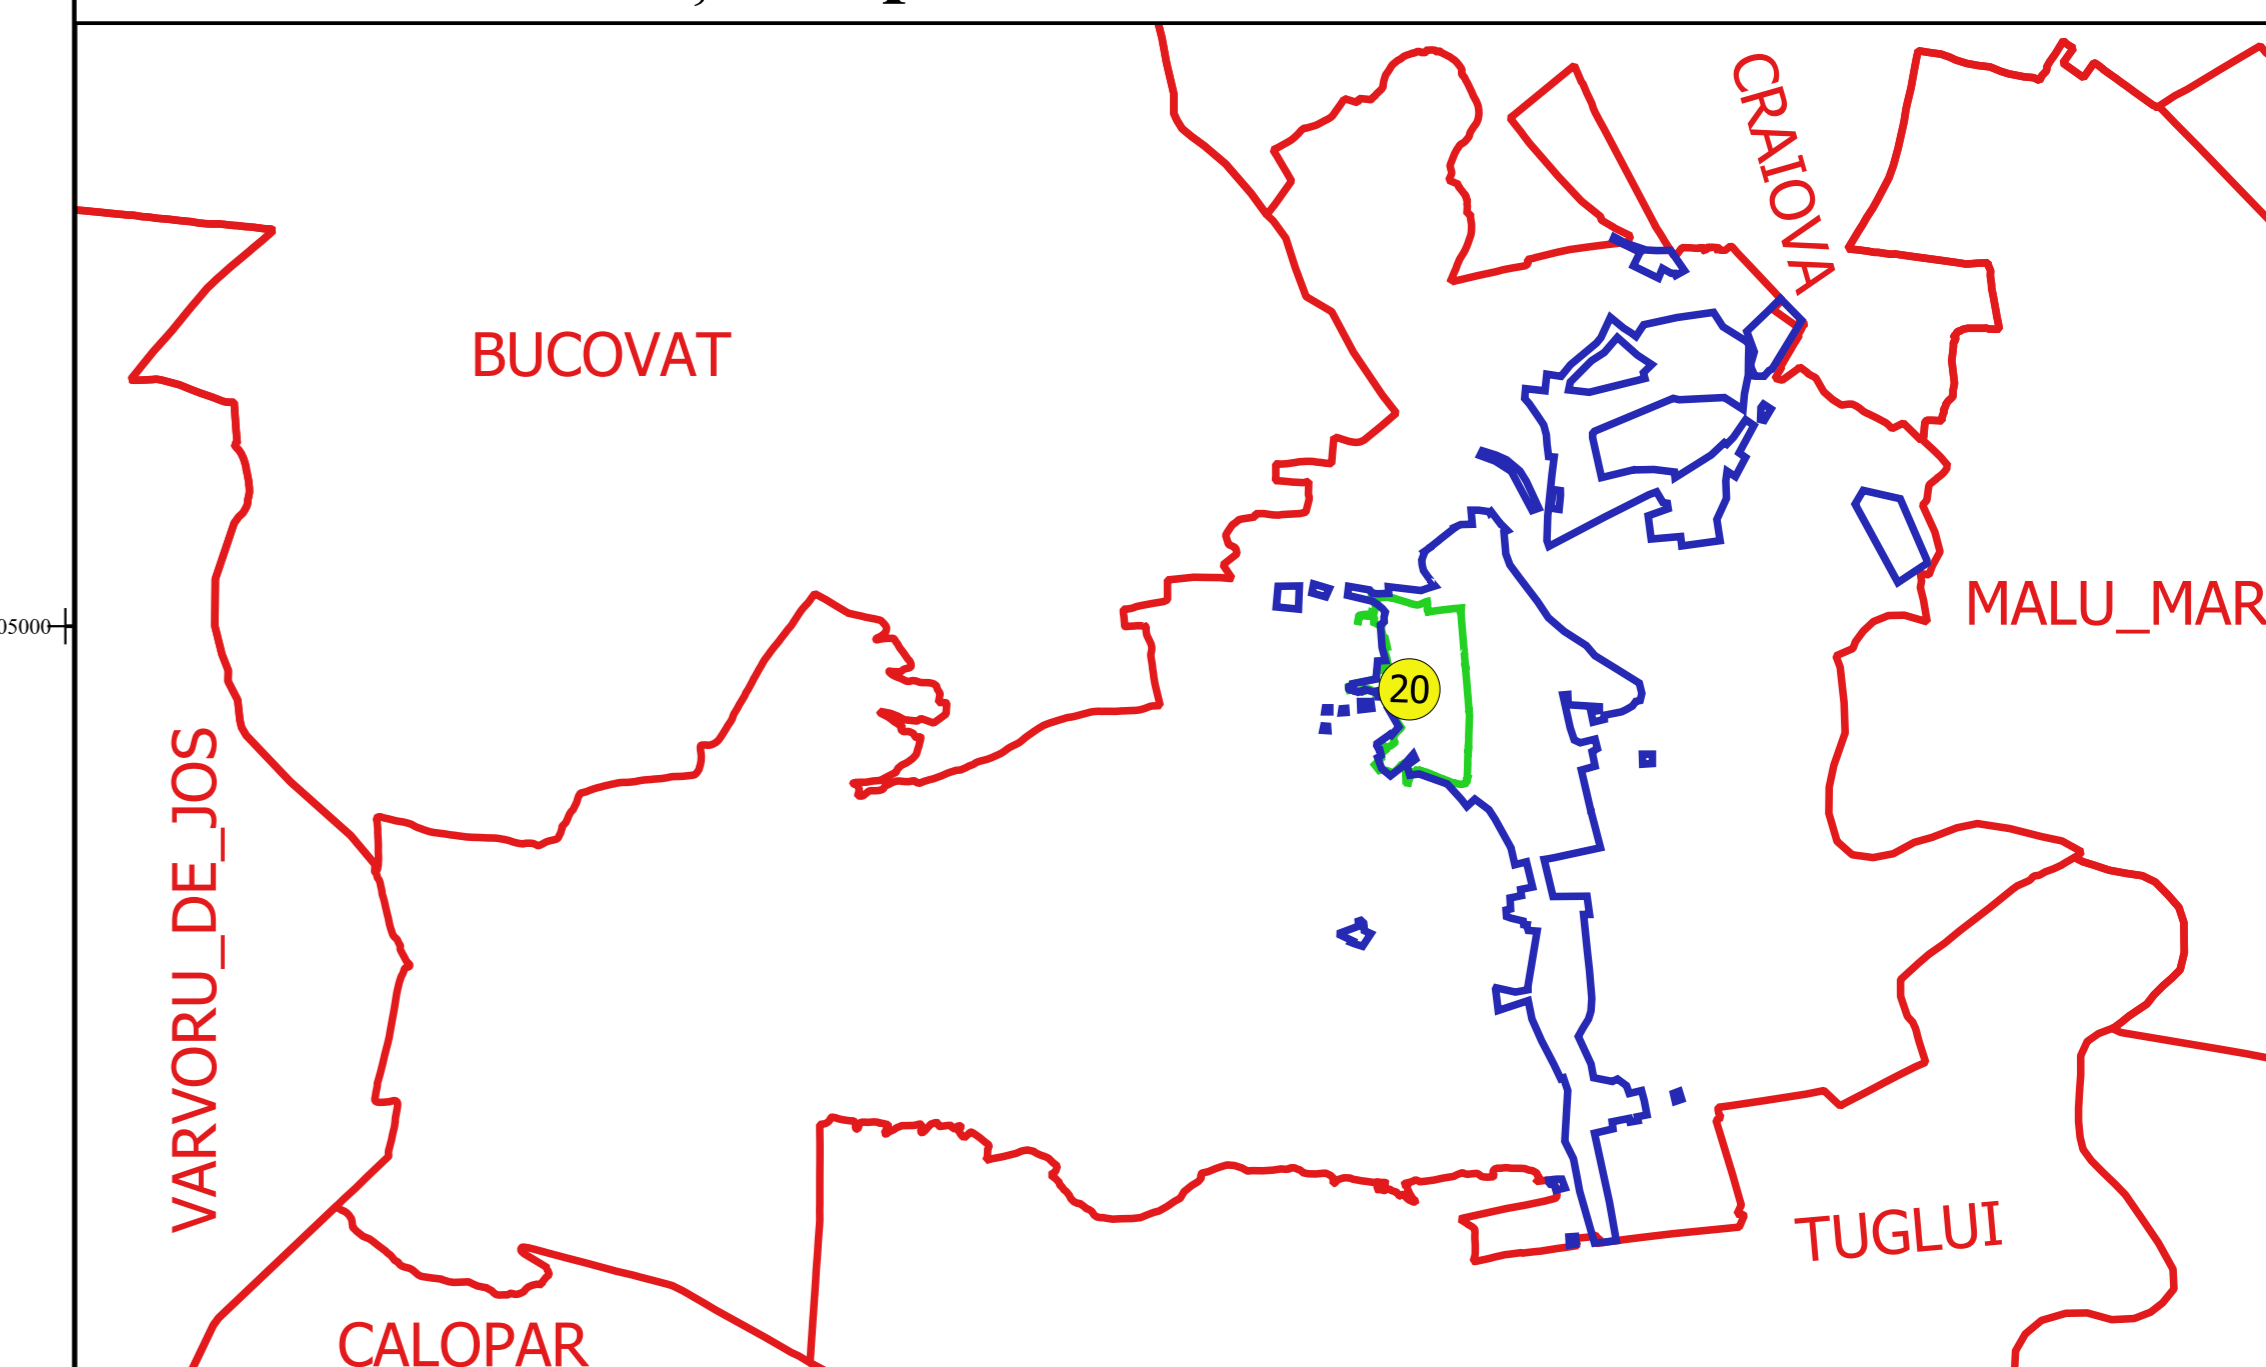 CRAIOVA
BUCOVAT
MALU_MAR
05000
20
VARVORU_DE_JOS
TUGLUI
CALOPAR